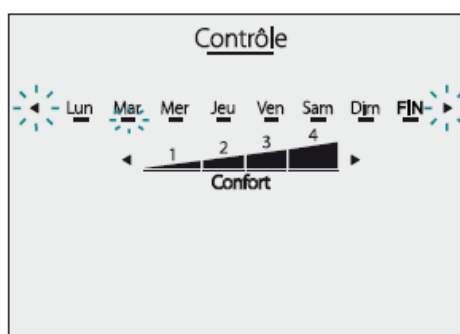 Contrôle
◄ Lun Mar Mer Jeu Ven Sam Dim FIN ►
◄ 1 2 3 4 ►
Confort